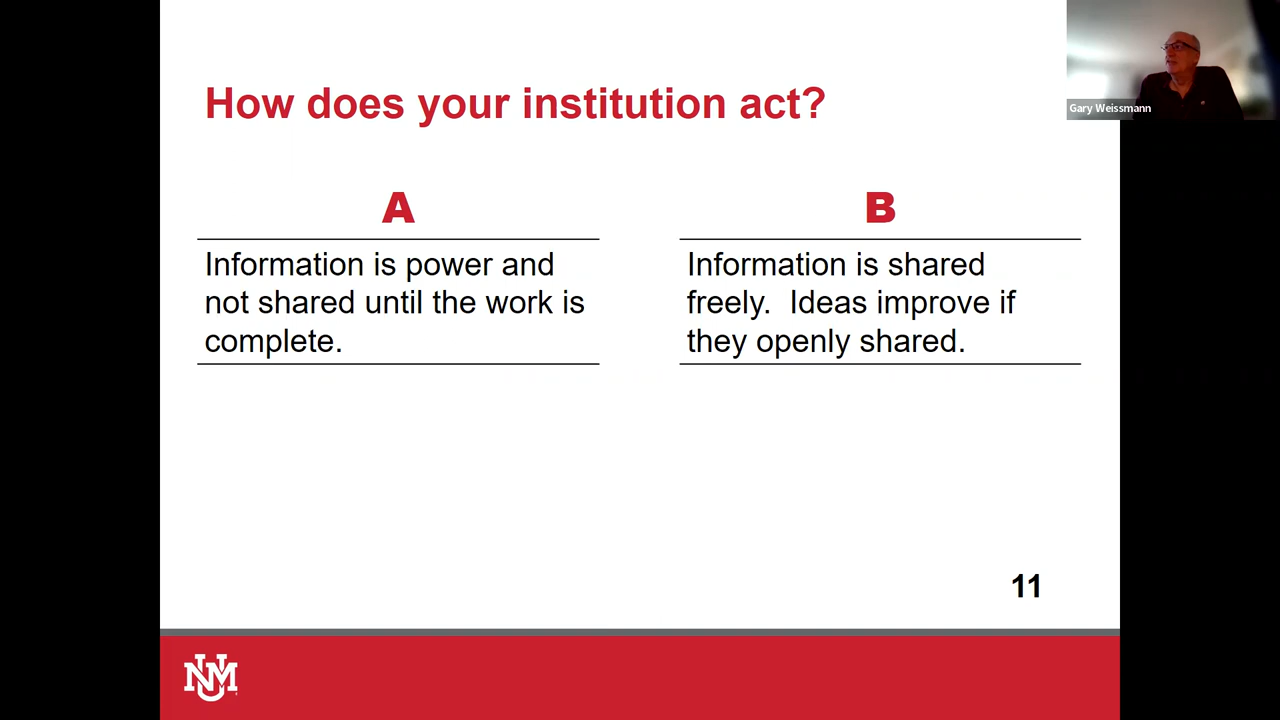 How does your institution act?
A
Information is power and
not shared until the work is
complete.
B
Information is shared
freely.  Ideas improve if
they openly shared.
11
UNM
Gary Weissmann